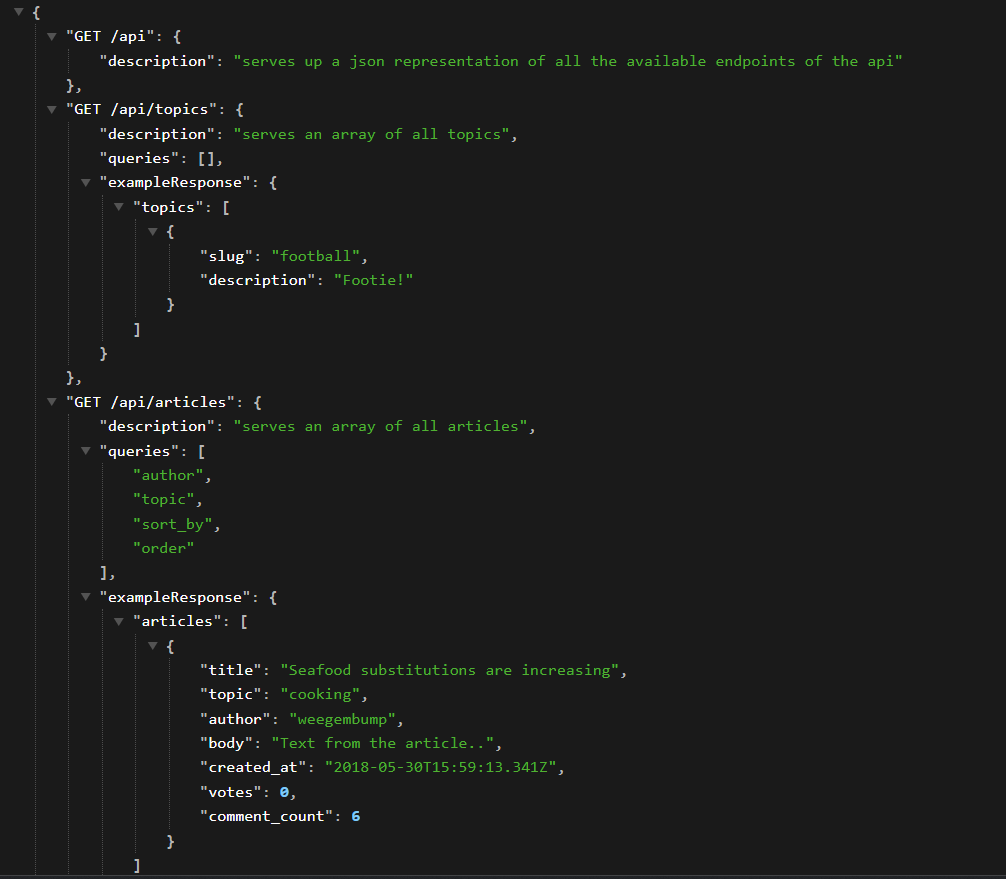 {
"GET /api": {
"description": "serves up a json representation of all the available endpoints of the api"
},
"GET /api/topics": {
"description": "serves an array of all topics",
"queries": [],
"exampleResponse": {
"topics": [
{
"slug": "football",
"description": "Footie!"
}
]
}
},
"GET /api/articles": {
"description": "serves an array of all articles",
"queries": [
"author",
"topic",
"sort_by",
"order"
],
"exampleResponse": {
"articles": [
{
"title": "Seafood substitutions are increasing",
"topic": "cooking",
"author": "weegembump",
"body": "Text from the article..",
"created_at": "2018-05-30T15:59:13.341Z",
"votes": 0,
"comment_count": 6
}
]